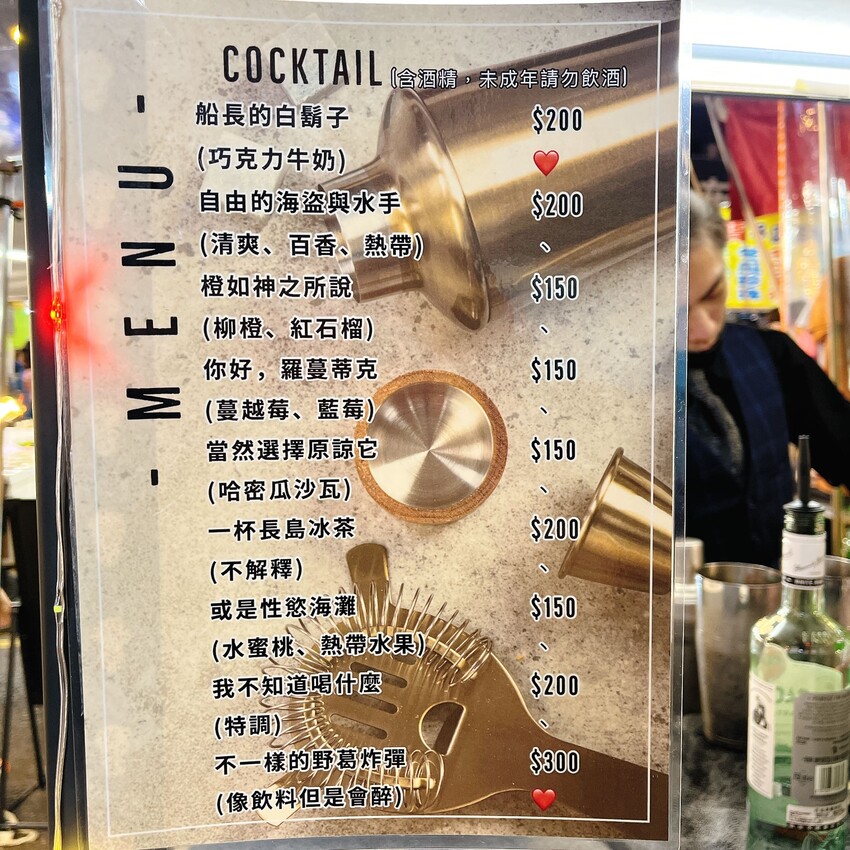 COCKTAIL (含酒精，未成年請勿飲酒)
- MENU -
船長的白鬍子 $200
(巧克力牛奶) ❤️
自由的海盜與水手 $200
(清爽、百香、熱帶) 、
橙如神之所說 $150
(柳橙、紅石榴) 、
你好，羅蔓蒂克 $150
(蔓越莓、藍莓) 、
當然選擇原諒它 $150
(哈密瓜沙瓦) 、
一杯長島冰茶 $200
(不解釋) 、
或是性慾海灘 $150
(水蜜桃、熱帶水果) 、
我不知道喝什麼 $200
(特調) 、
不一樣的野葛炸彈 $300
(像飲料但是會醉) ❤️